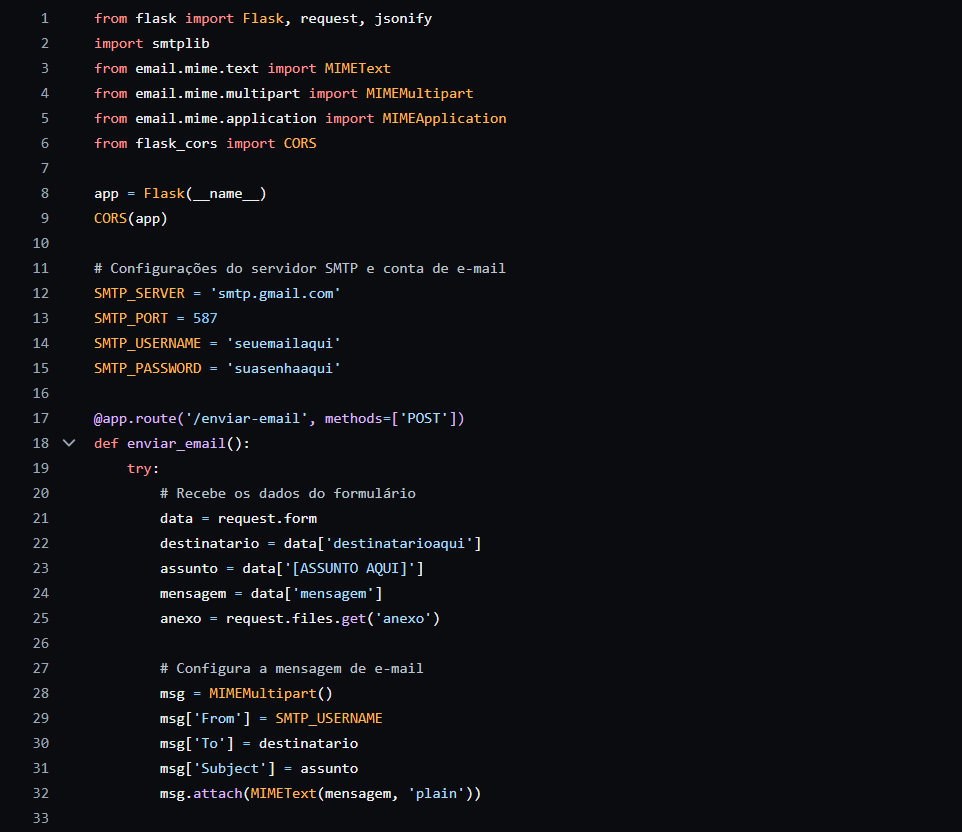 1 from flask import Flask, request, jsonify
2 import smtplib
3 from email.mime.text import MIMEText
4 from email.mime.multipart import MIMEMultipart
5 from email.mime.application import MIMEApplication
6 from flask_cors import CORS
7
8 app = Flask(__name__)
9 CORS(app)
10
11 # Configurações do servidor SMTP e conta de e-mail
12 SMTP_SERVER = 'smtp.gmail.com'
13 SMTP_PORT = 587
14 SMTP_USERNAME = 'seuemailaqui'
15 SMTP_PASSWORD = 'suasenhaaqui'
16
17 @app.route('/enviar-email', methods=['POST'])
18 def enviar_email():
19     try:
20         # Recebe os dados do formulário
21         data = request.form
22         destinatario = data['destinatarioaqui']
23         assunto = data['[ASSUNTO AQUI]']
24         mensagem = data['mensagem']
25         anexo = request.files.get('anexo')
26
27         # Configura a mensagem de e-mail
28         msg = MIMEMultipart()
29         msg['From'] = SMTP_USERNAME
30         msg['To'] = destinatario
31         msg['Subject'] = assunto
32         msg.attach(MIMEText(mensagem, 'plain'))
33